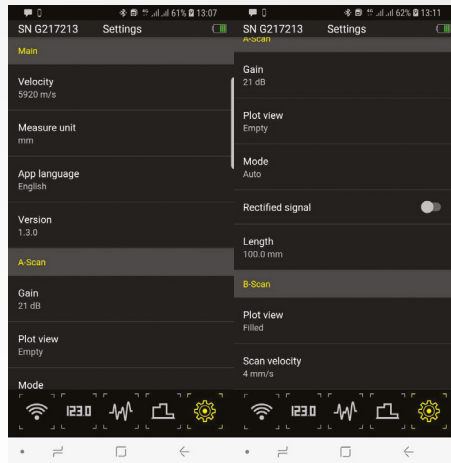 61% 13:07
SN G217213 Settings
Main
Velocity
5920 m/s
Measure unit
mm
App language
English
Version
1.3.0
A-Scan
Gain
21 dB
Plot view
Empty
Mode
123.0
62% 13:11
SN G217213 Settings
A-Scan
Gain
21 dB
Plot view
Empty
Mode
Auto
Rectified signal
Length
100.0 mm
B-Scan
Plot view
Filled
Scan velocity
4 mm/s
123.0